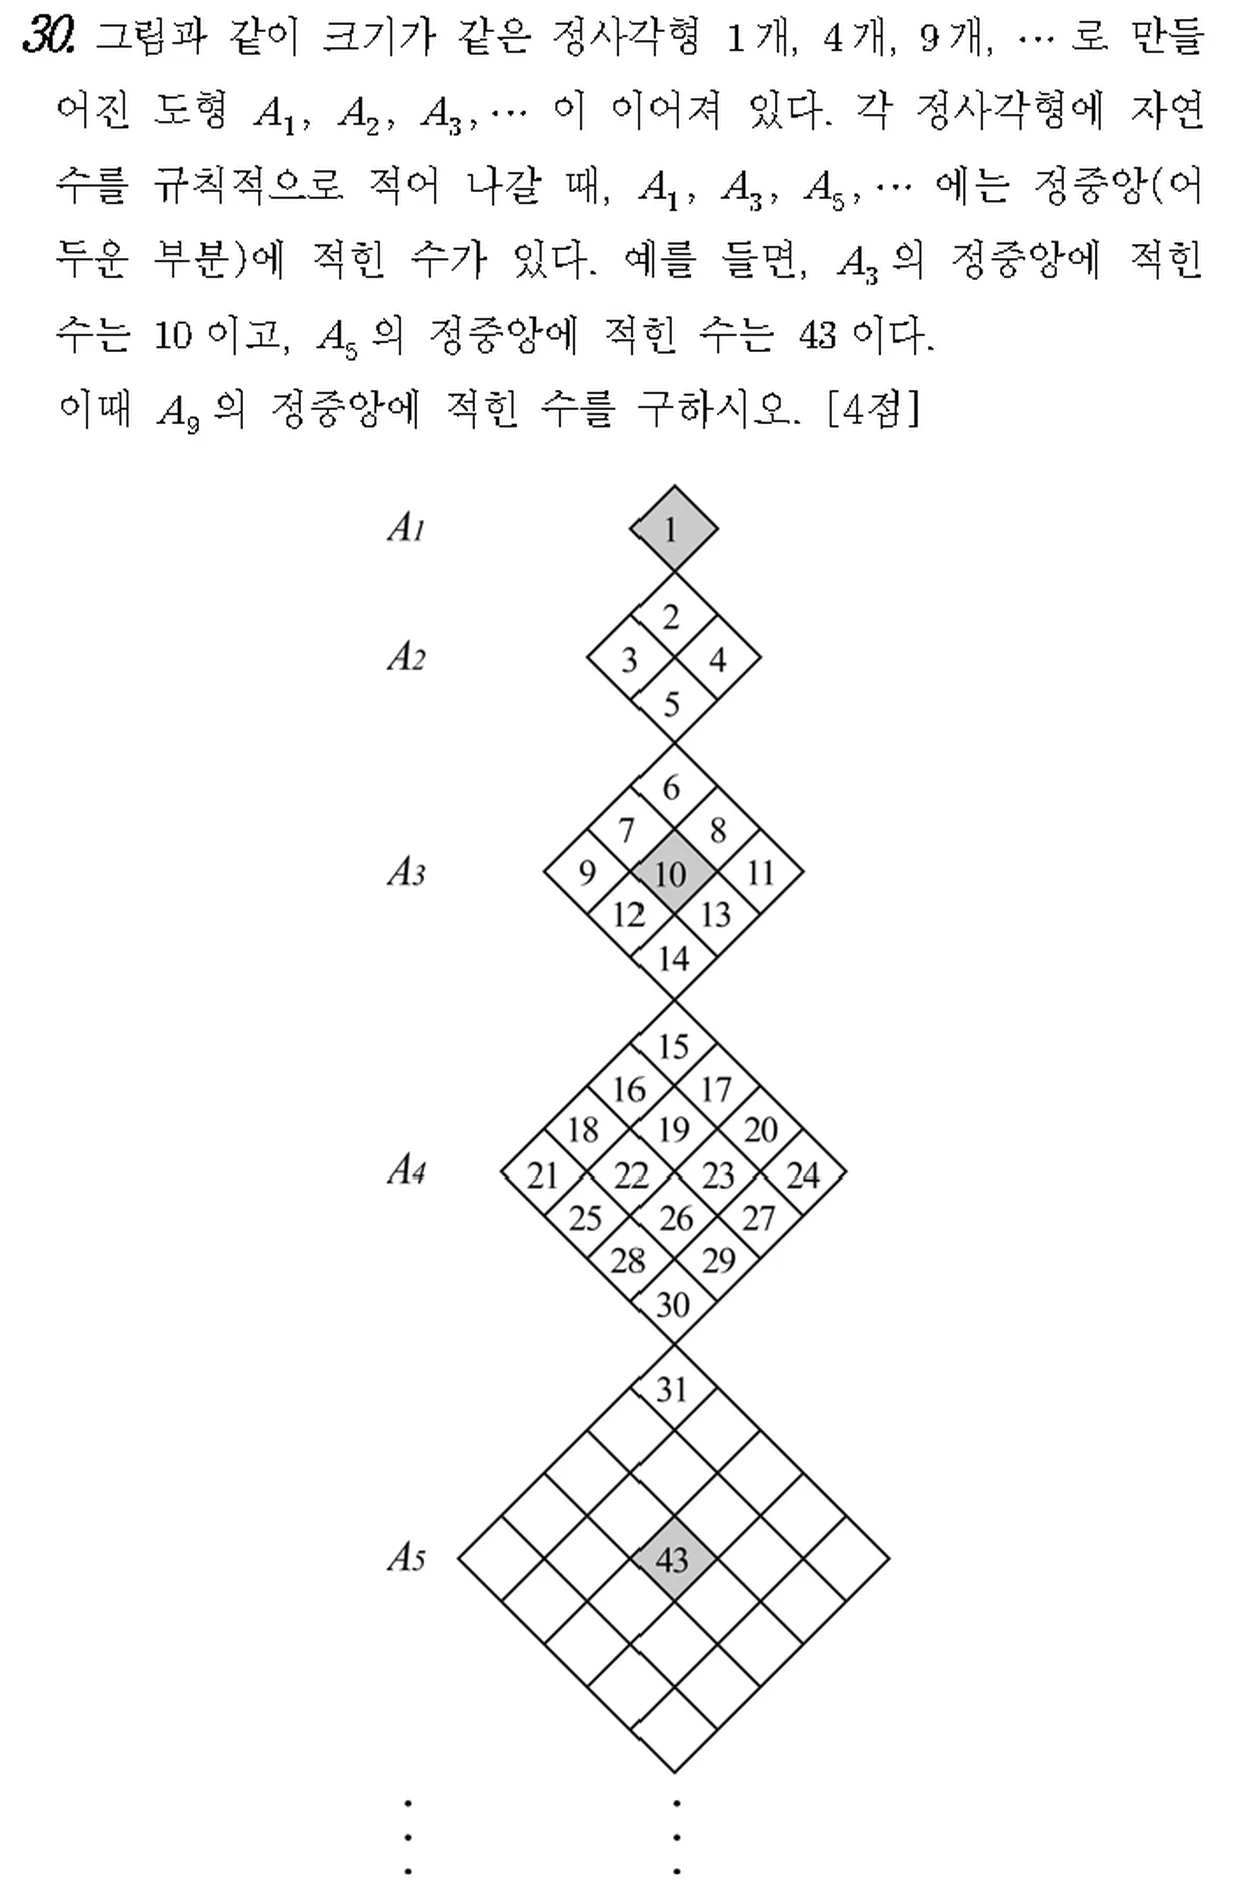 30. 그림과 같이 크기가 같은 정사각형 1개, 4개, 9개, ⋯ 로 만들
어진 도형 A₁, A₂, A₃, ⋯ 이 이어져 있다. 각 정사각형에 자연
수를 규칙적으로 적어 나갈 때, A₁, A₃, A₅, ⋯ 에는 정중앙(어
두운 부분)에 적힌 수가 있다. 예를 들면, A₃의 정중앙에 적힌
수는 10 이고, A₅의 정중앙에 적힌 수는 43 이다.
이때 A₉의 정중앙에 적힌 수를 구하시오. [4점]
A1 1
2
A2 3 4
5
6
7 8
A3 9 10 11
12 13
14
15
16 17
18 19 20
A4 21 22 23 24
25 26 27
28 29
30
31
A5 43